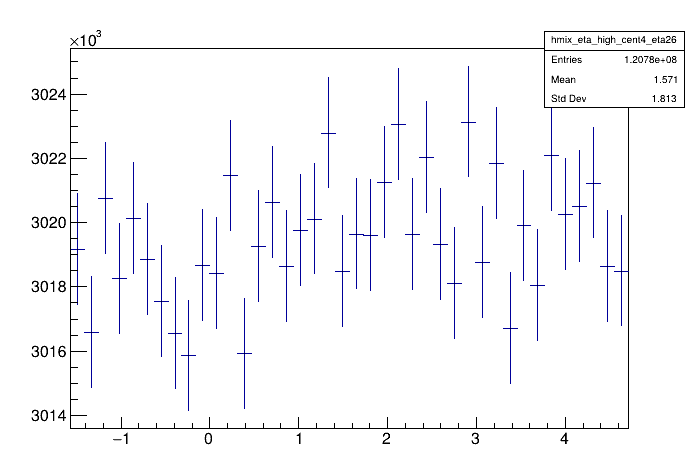 ×10³
hmix_eta_high_cent4_eta26
Entries 1.2078e+08
Mean 1.571
Std Dev 1.813
3024
3022
3020
3018
3016
3014
−1 0 1 2 3 4